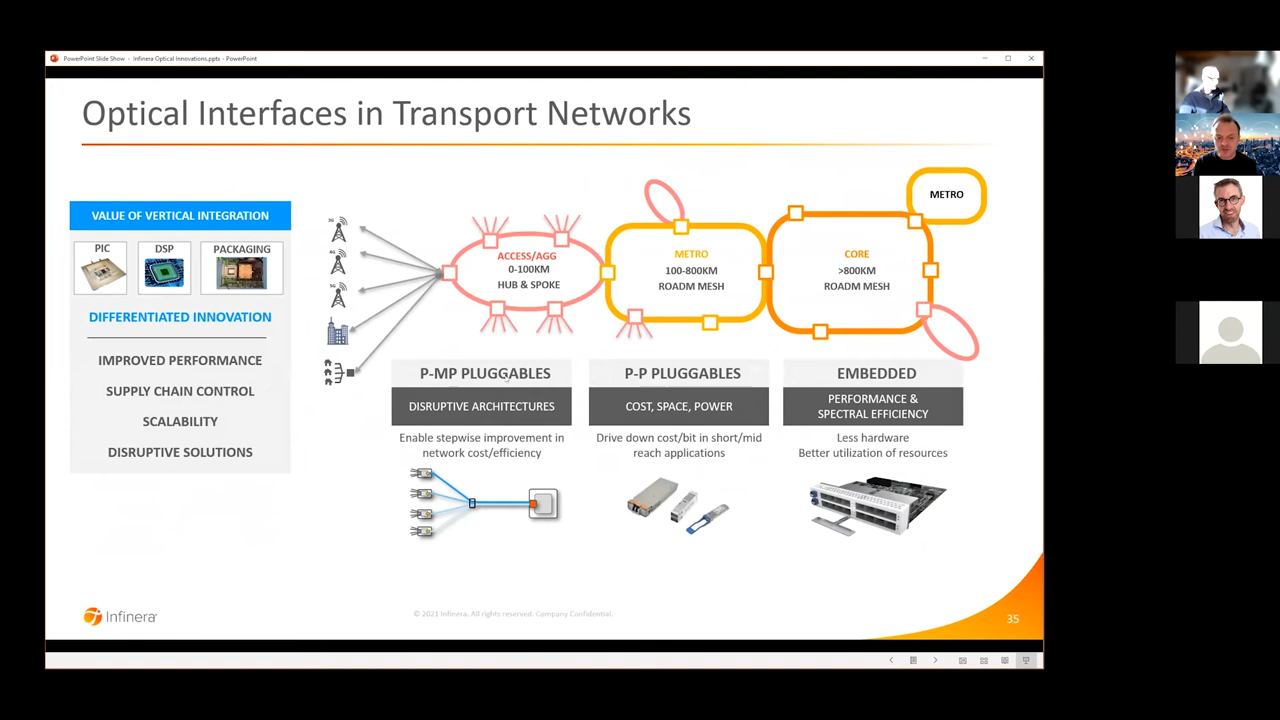 PowerPoint Slide Show - Infinera Optical Innovations.pptx - PowerPoint
Optical Interfaces in Transport Networks
VALUE OF VERTICAL INTEGRATION
PIC
DSP
PACKAGING
DIFFERENTIATED INNOVATION
IMPROVED PERFORMANCE
SUPPLY CHAIN CONTROL
SCALABILITY
DISRUPTIVE SOLUTIONS
5G
ACCESS/AGG
0-100KM
HUB & SPOKE
METRO
100-800KM
ROADM MESH
CORE
>800KM
ROADM MESH
METRO
P-MP PLUGGABLES
DISRUPTIVE ARCHITECTURES
Enable stepwise improvement in
network cost/efficiency
P-P PLUGGABLES
COST, SPACE, POWER
Drive down cost/bit in short/mid
reach applications
EMBEDDED
PERFORMANCE &
SPECTRAL EFFICIENCY
Less hardware
Better utilization of resources
Infinera
© 2021 Infinera. All rights reserved. Company Confidential.
35